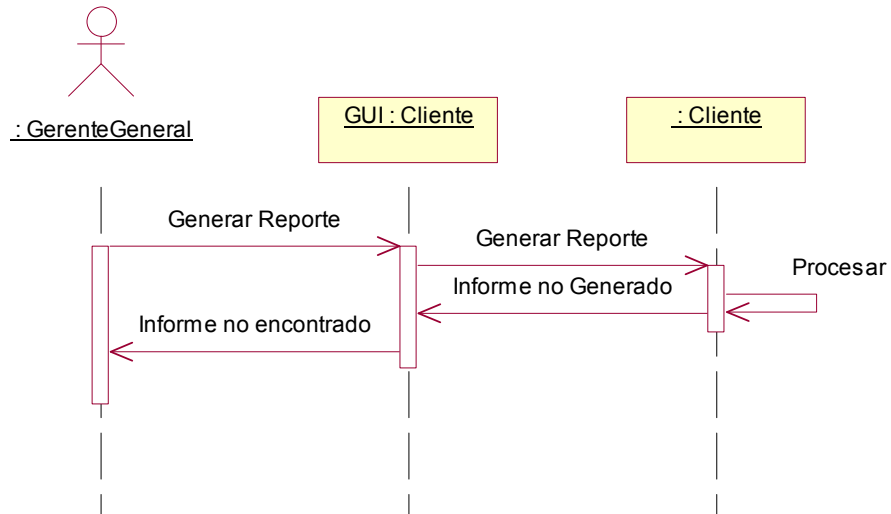 : GerenteGeneral
GUI : Cliente
: Cliente
Generar Reporte
Generar Reporte
Procesar
Informe no Generado
Informe no encontrado